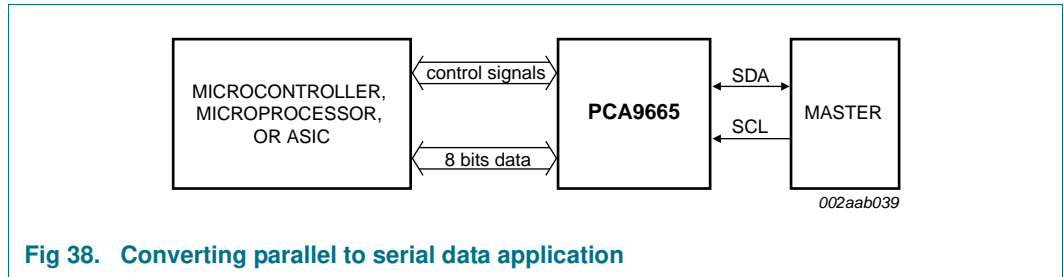 MICROCONTROLLER,
MICROPROCESSOR,
OR ASIC
control signals
8 bits data
PCA9665
SDA
SCL
MASTER
002aab039
Fig 38. Converting parallel to serial data application